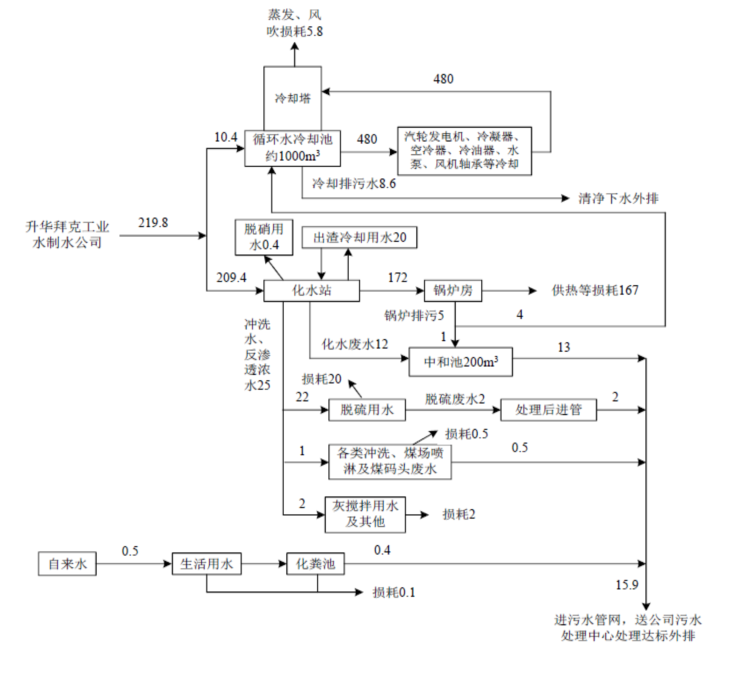 蒸发、风
吹损耗5.8
冷却塔
480
10.4
循环水冷却池
约1000m³
480
汽轮发电机、冷凝器、
空冷器、冷油器、水
泵、风机轴承等冷却
冷却排污水8.6
清净下水外排
升华拜克工业
水制水公司
219.8
脱硝用
水0.4
出渣冷却用水20
209.4
化水站
172
锅炉房
供热等损耗167
锅炉排污5
4
冲洗
水、
反渗
透浓
水25
化水废水12
1
中和池200m³
13
损耗20
22
脱硫用水
脱硫废水2
处理后进管
2
损耗0.5
1
各类冲洗、煤场喷
淋及煤码头废水
0.5
2
灰搅拌用水
及其他
损耗2
自来水
0.5
生活用水
化粪池
0.4
损耗0.1
15.9
进污水管网，送公司污水
处理中心处理达标外排